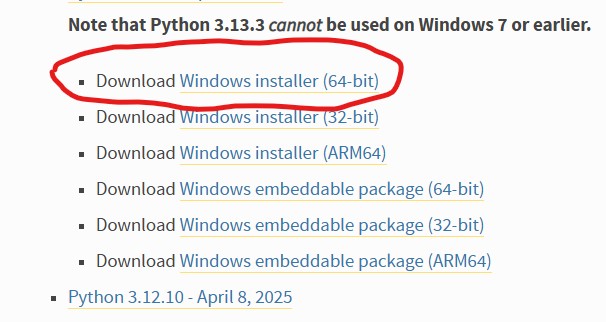 Note that Python 3.13.3 cannot be used on Windows 7 or earlier.
Download Windows installer (64-bit)
Download Windows installer (32-bit)
Download Windows installer (ARM64)
Download Windows embeddable package (64-bit)
Download Windows embeddable package (32-bit)
Download Windows embeddable package (ARM64)
Python 3.12.10 - April 8, 2025